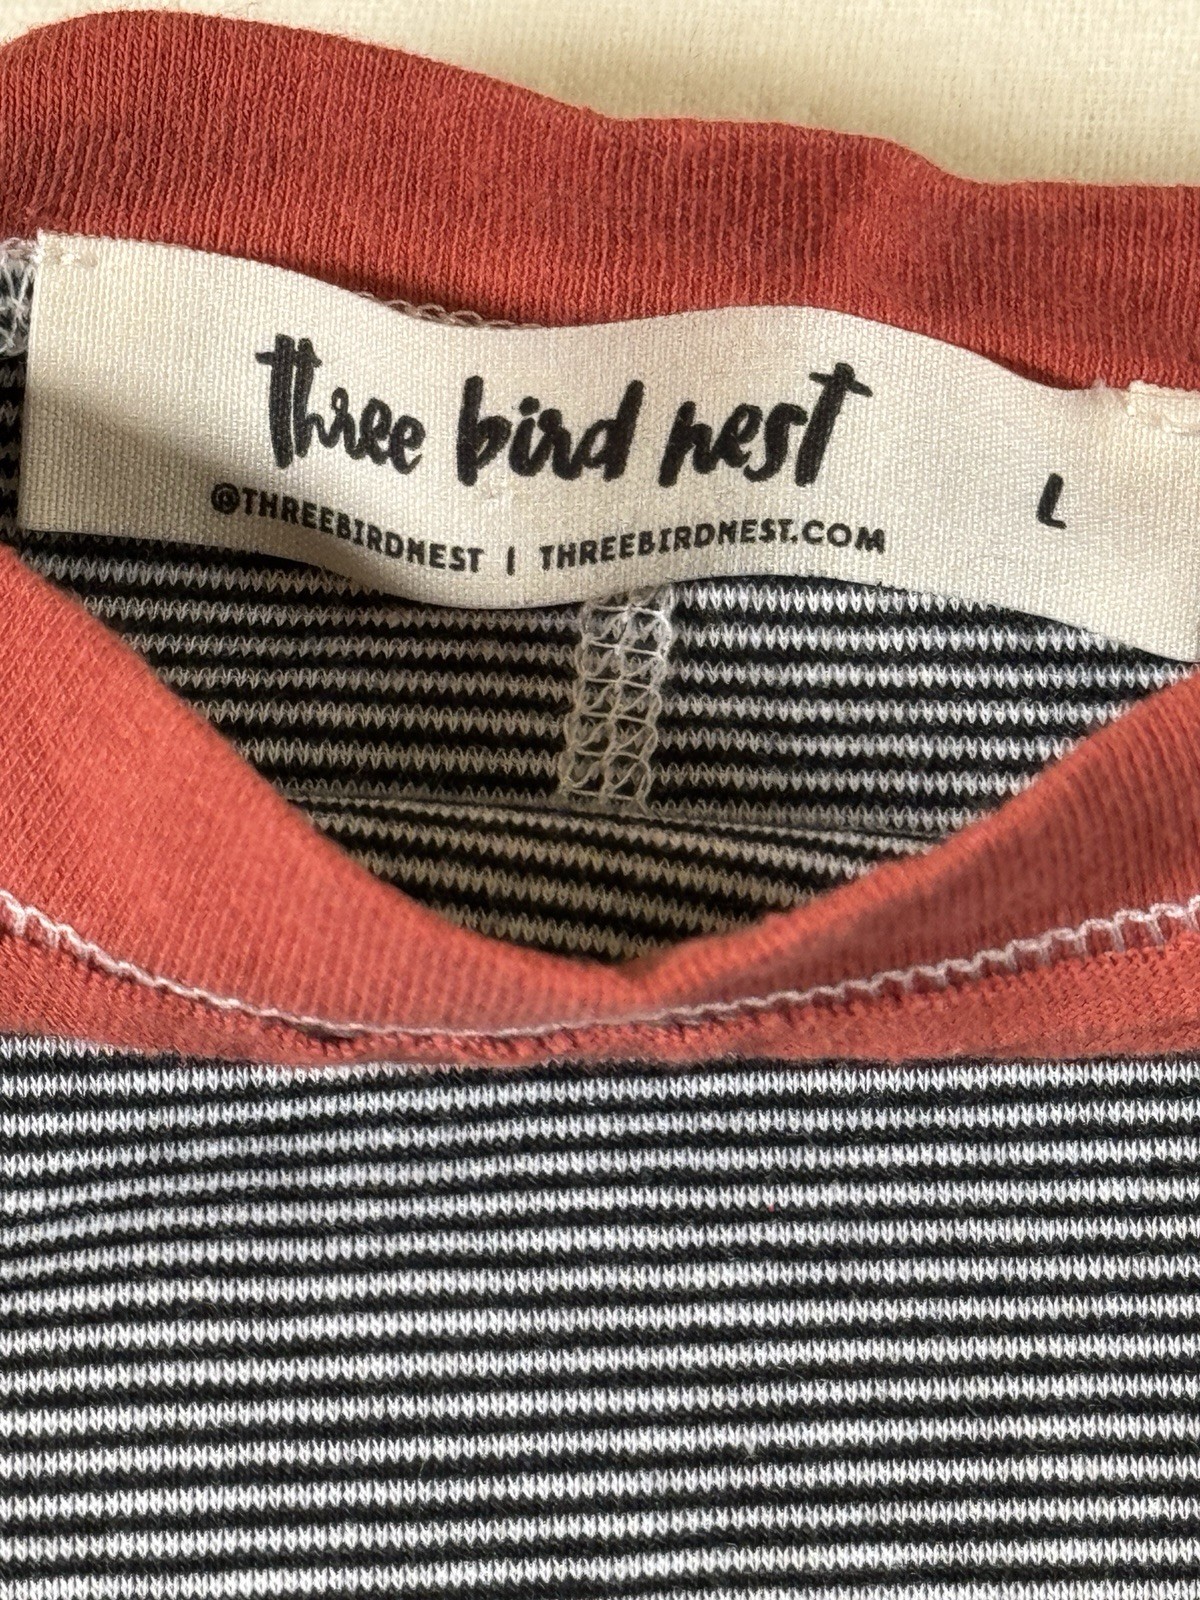 three bird nest
@THREEBIRDNEST | THREEBIRDNEST.COM
L